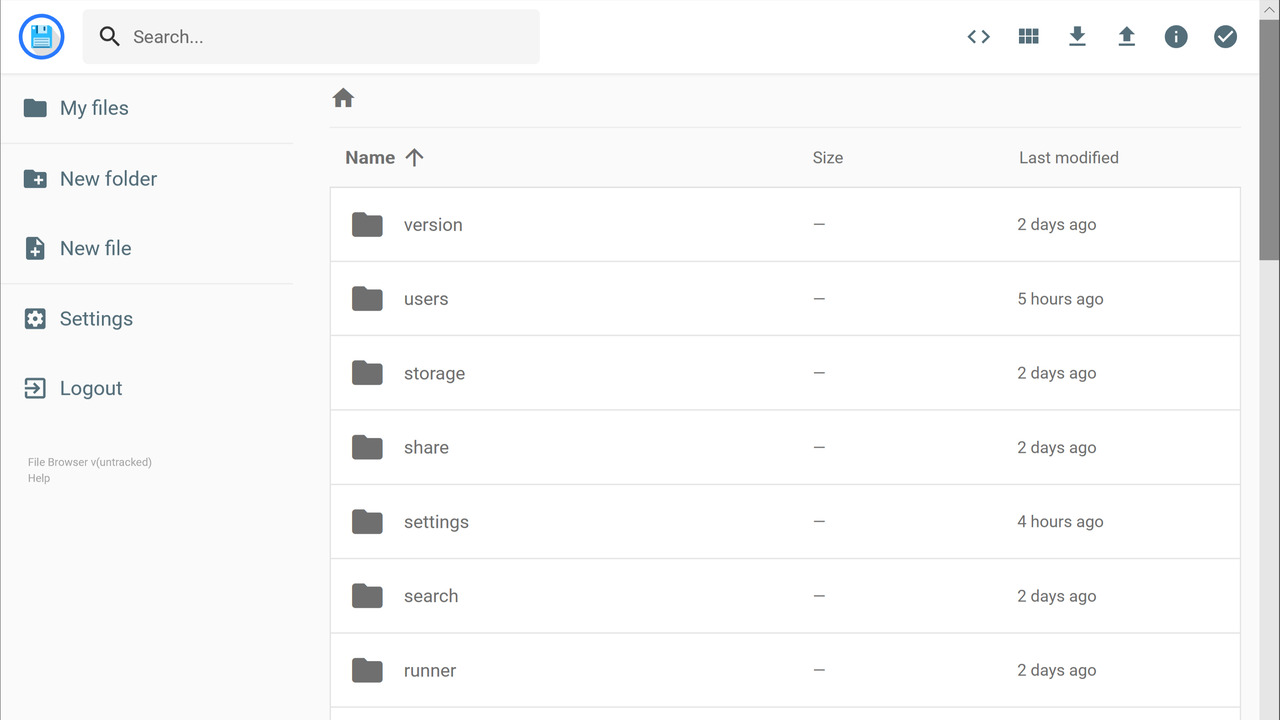 Search...
My files
New folder
New file
Settings
Logout
File Browser v(untracked)
Help
Name Size Last modified
version — 2 days ago
users — 5 hours ago
storage — 2 days ago
share — 2 days ago
settings — 4 hours ago
search — 2 days ago
runner — 2 days ago